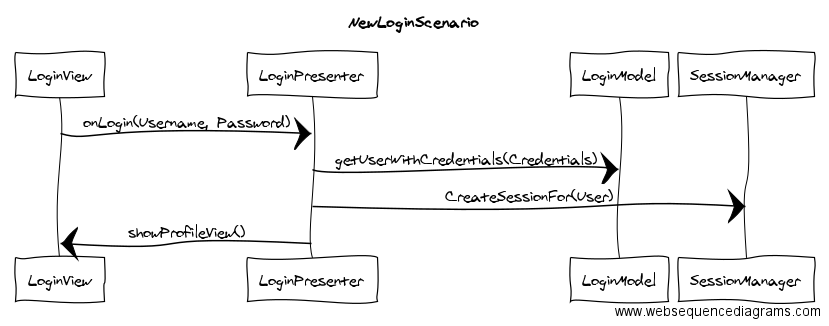 NewLoginScenario
LoginView LoginPresenter LoginModel SessionManager
onLogin(Username, Password)
getUserWithCredentials(Credentials)
CreateSessionFor(User)
showProfileView()
LoginView LoginPresenter LoginModel SessionManager
www.websequencediagrams.com